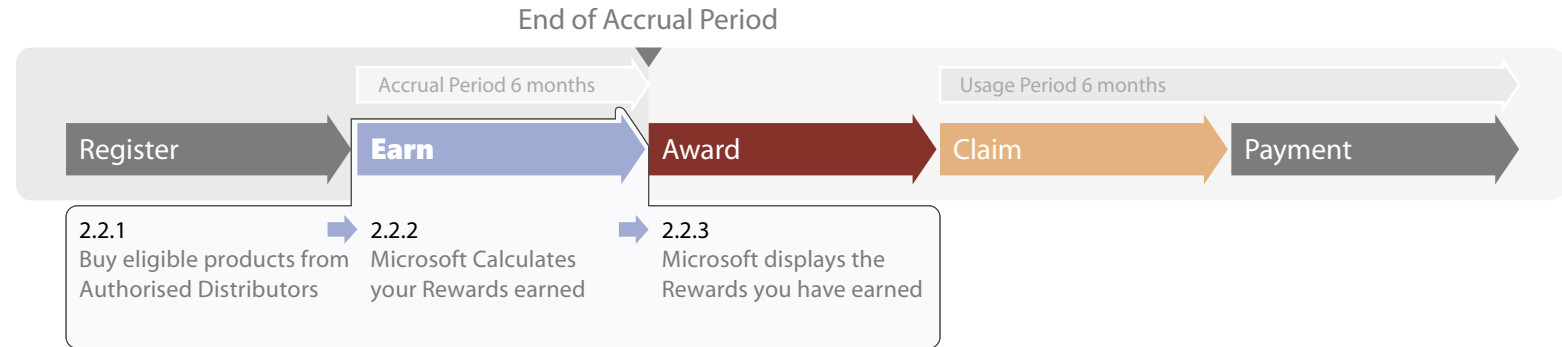 End of Accrual Period
Accrual Period 6 months
Usage Period 6 months
Register
Earn
Award
Claim
Payment
2.2.1
Buy eligible products from
Authorised Distributors
2.2.2
Microsoft Calculates
your Rewards earned
2.2.3
Microsoft displays the
Rewards you have earned